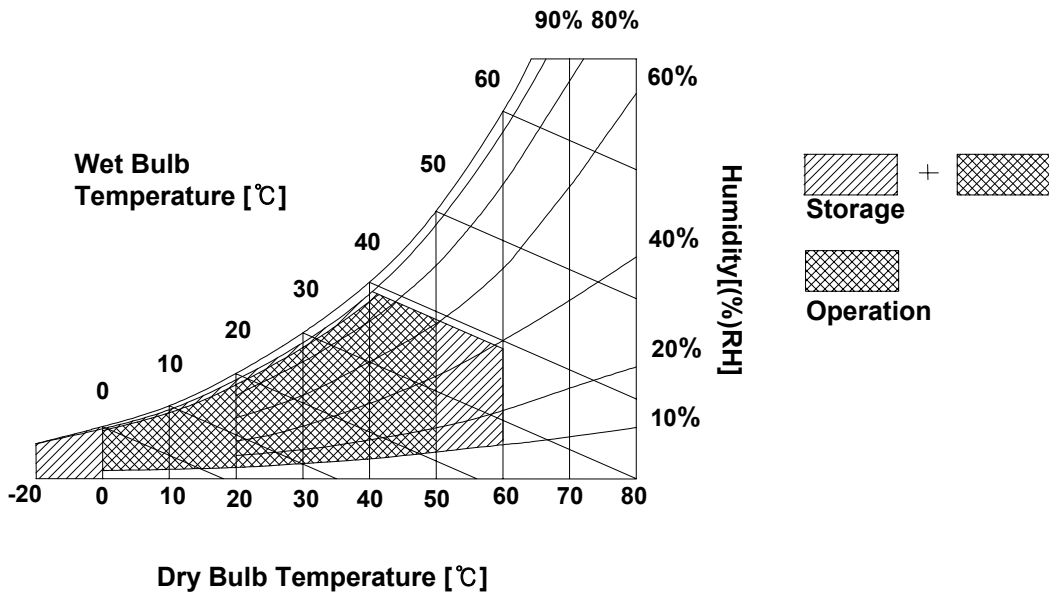 90% 80%
60
60%
50
Wet Bulb
Temperature [℃]
40
40%
30
20
20%
10
0
10%
Humidity[(%)RH]
-20 0 10 20 30 40 50 60 70 80
Dry Bulb Temperature [℃]
+
Storage
Operation